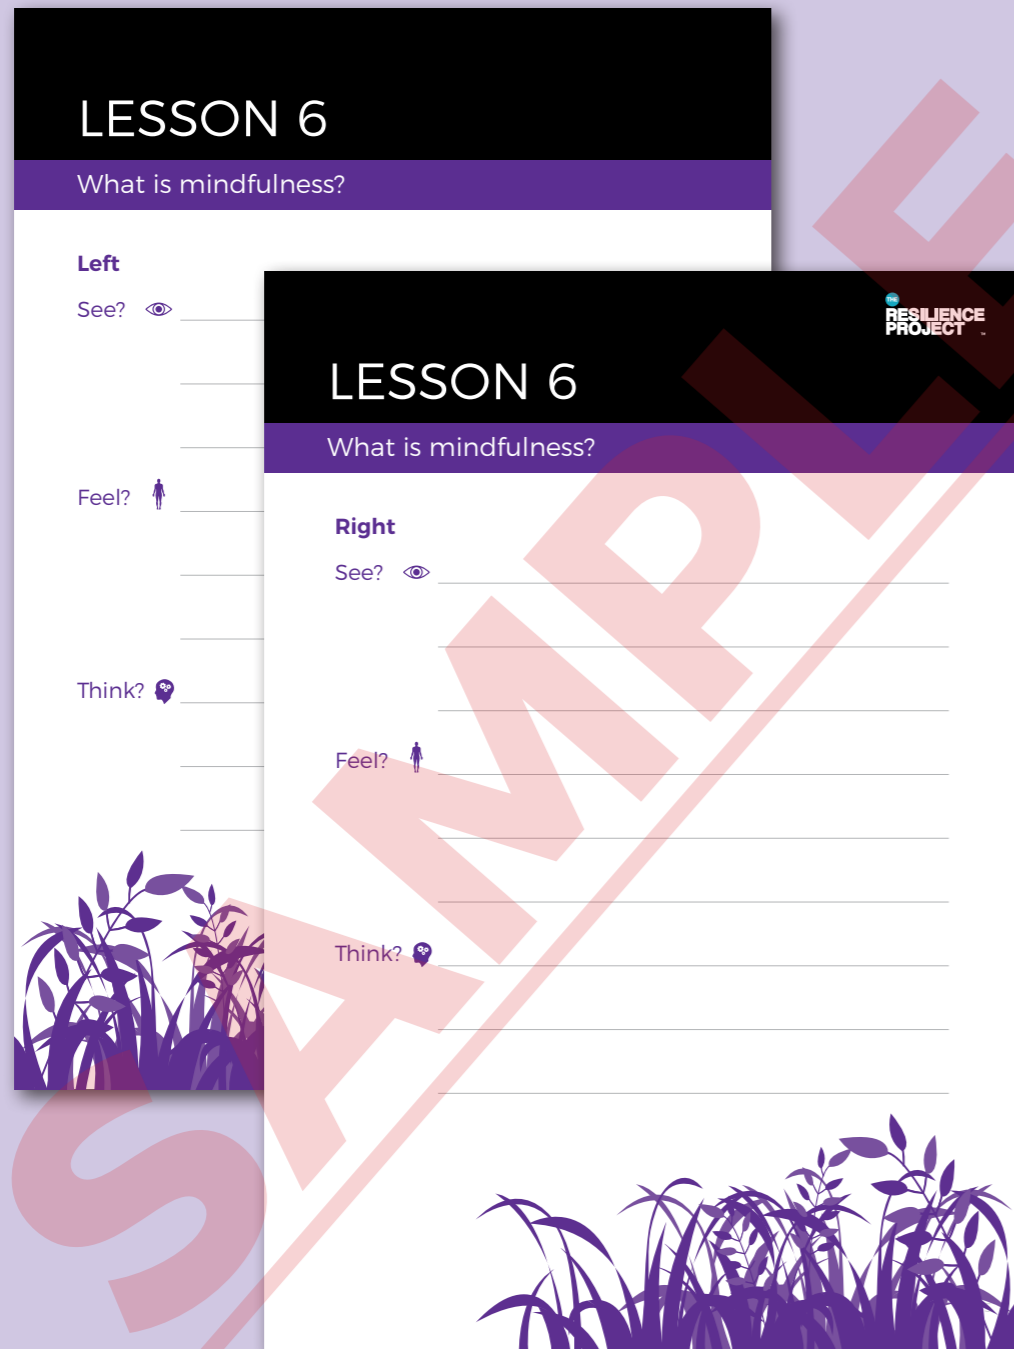 LESSON 6
What is mindfulness?
Left
See?
Feel?
Think?
THE
RESILIENCE
PROJECT
TM
LESSON 6
What is mindfulness?
Right
See?
Feel?
Think?
SAMPLE